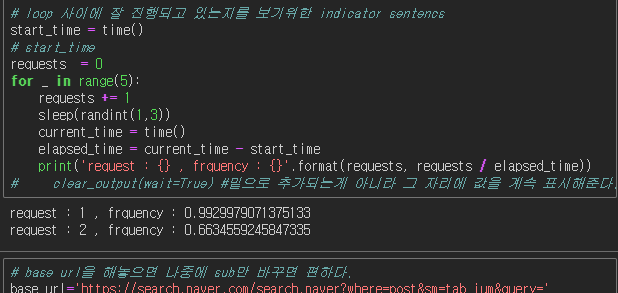 # loop 사이에 잘 진행되고 있는지를 보기위한 indicator sentencs
start_time = time()
# start_time
requests  = 0
for _ in range(5):
    requests += 1
    sleep(randint(1,3))
    current_time = time()
    elapsed_time = current_time - start_time
    print('request : {} , frquency : {}'.format(requests, requests / elapsed_time))
#     clear_output(wait=True) #밑으로 추가되는게 아니라 그 자리에 값을 계속 표시해준다.
request : 1 , frquency : 0.9929979071375133
request : 2 , frquency : 0.6634559245847335
# base url을 해놓으면 나중에 sub만 바꾸면 편하다.
base_url='https://search.naver.com/search.naver?where=post&sm=tab_jum&query='